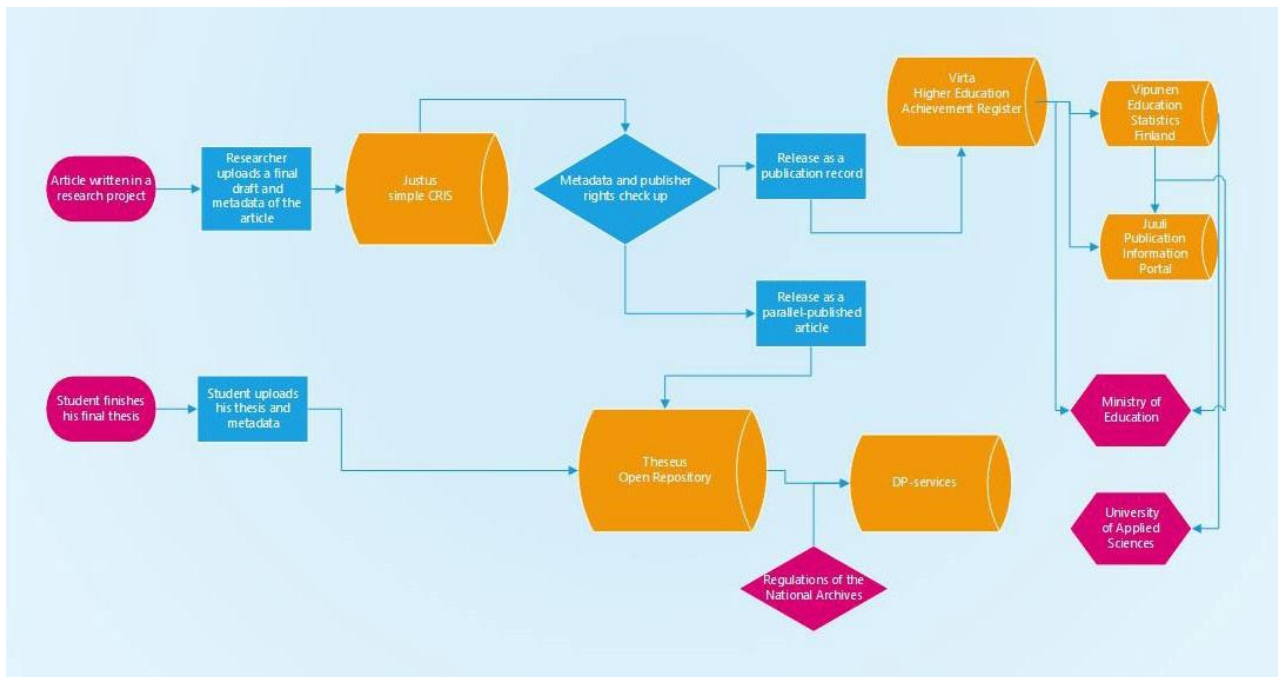 Article written in a
research project
Researcher
uploads a final
draft and
metadata of the
article
Justus
simple CRIS
Metadata and publisher
rights check up
Release as a
publication record
Virta
Higher Education
Achievement Register
Vipunen
Education
Statistics
Finland
Juuli
Publication
Information
Portal
Release as a
parallel-published
article
Student finishes
his final thesis
Student uploads
his thesis and
metadata
Theseus
Open Repository
DP-services
Regulations of the
National Archives
Ministry of
Education
University
of Applied
Sciences